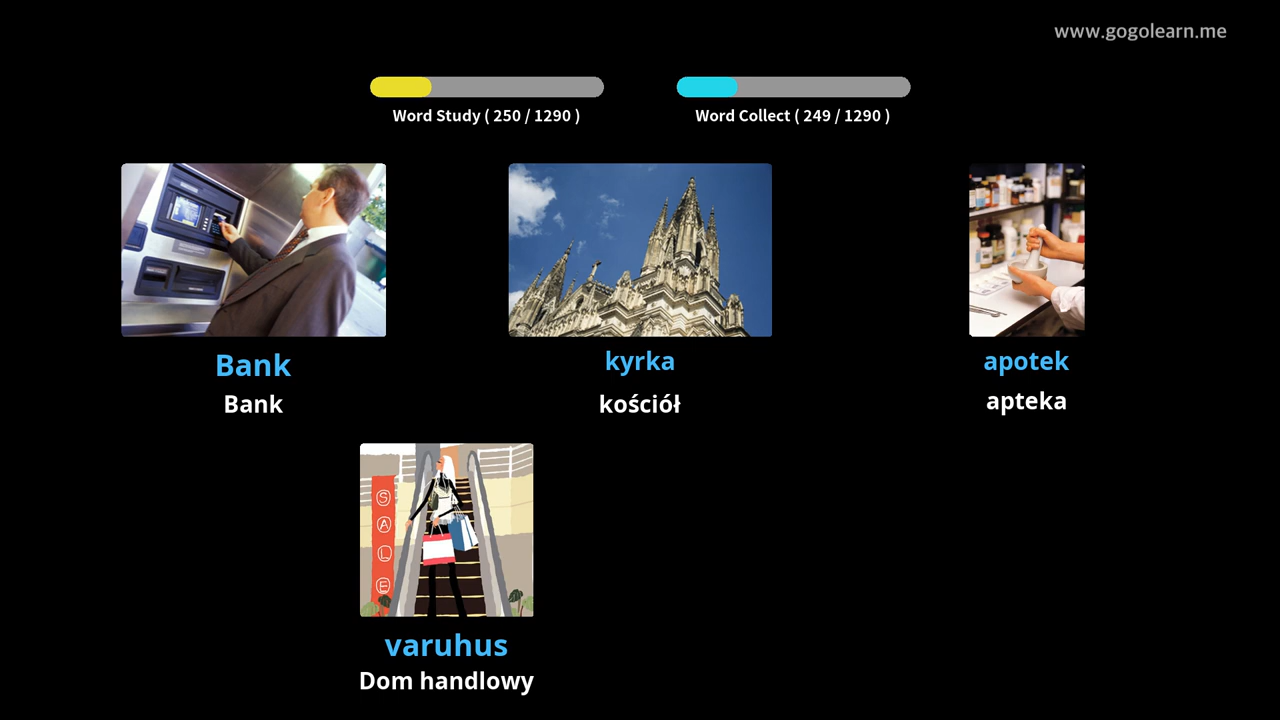 www.gogolearn.me
Word Study ( 250 / 1290 )
Word Collect ( 249 / 1290 )
Bank
Bank
kyrka
kościół
apotek
apteka
SALE
varuhus
Dom handlowy